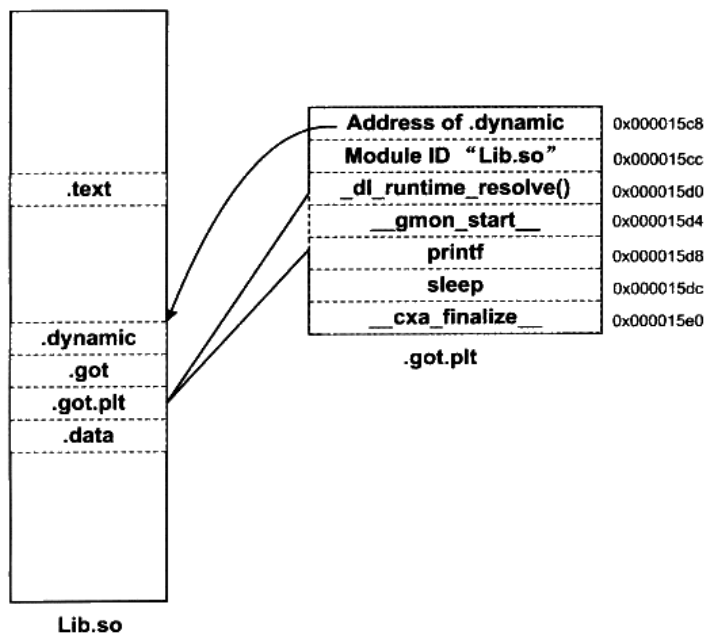 .text
.dynamic
.got
.got.plt
.data
Lib.so
Address of .dynamic 0x000015c8
Module ID “Lib.so” 0x000015cc
_dl_runtime_resolve() 0x000015d0
__gmon_start__ 0x000015d4
printf 0x000015d8
sleep 0x000015dc
__cxa_finalize__ 0x000015e0
.got.plt